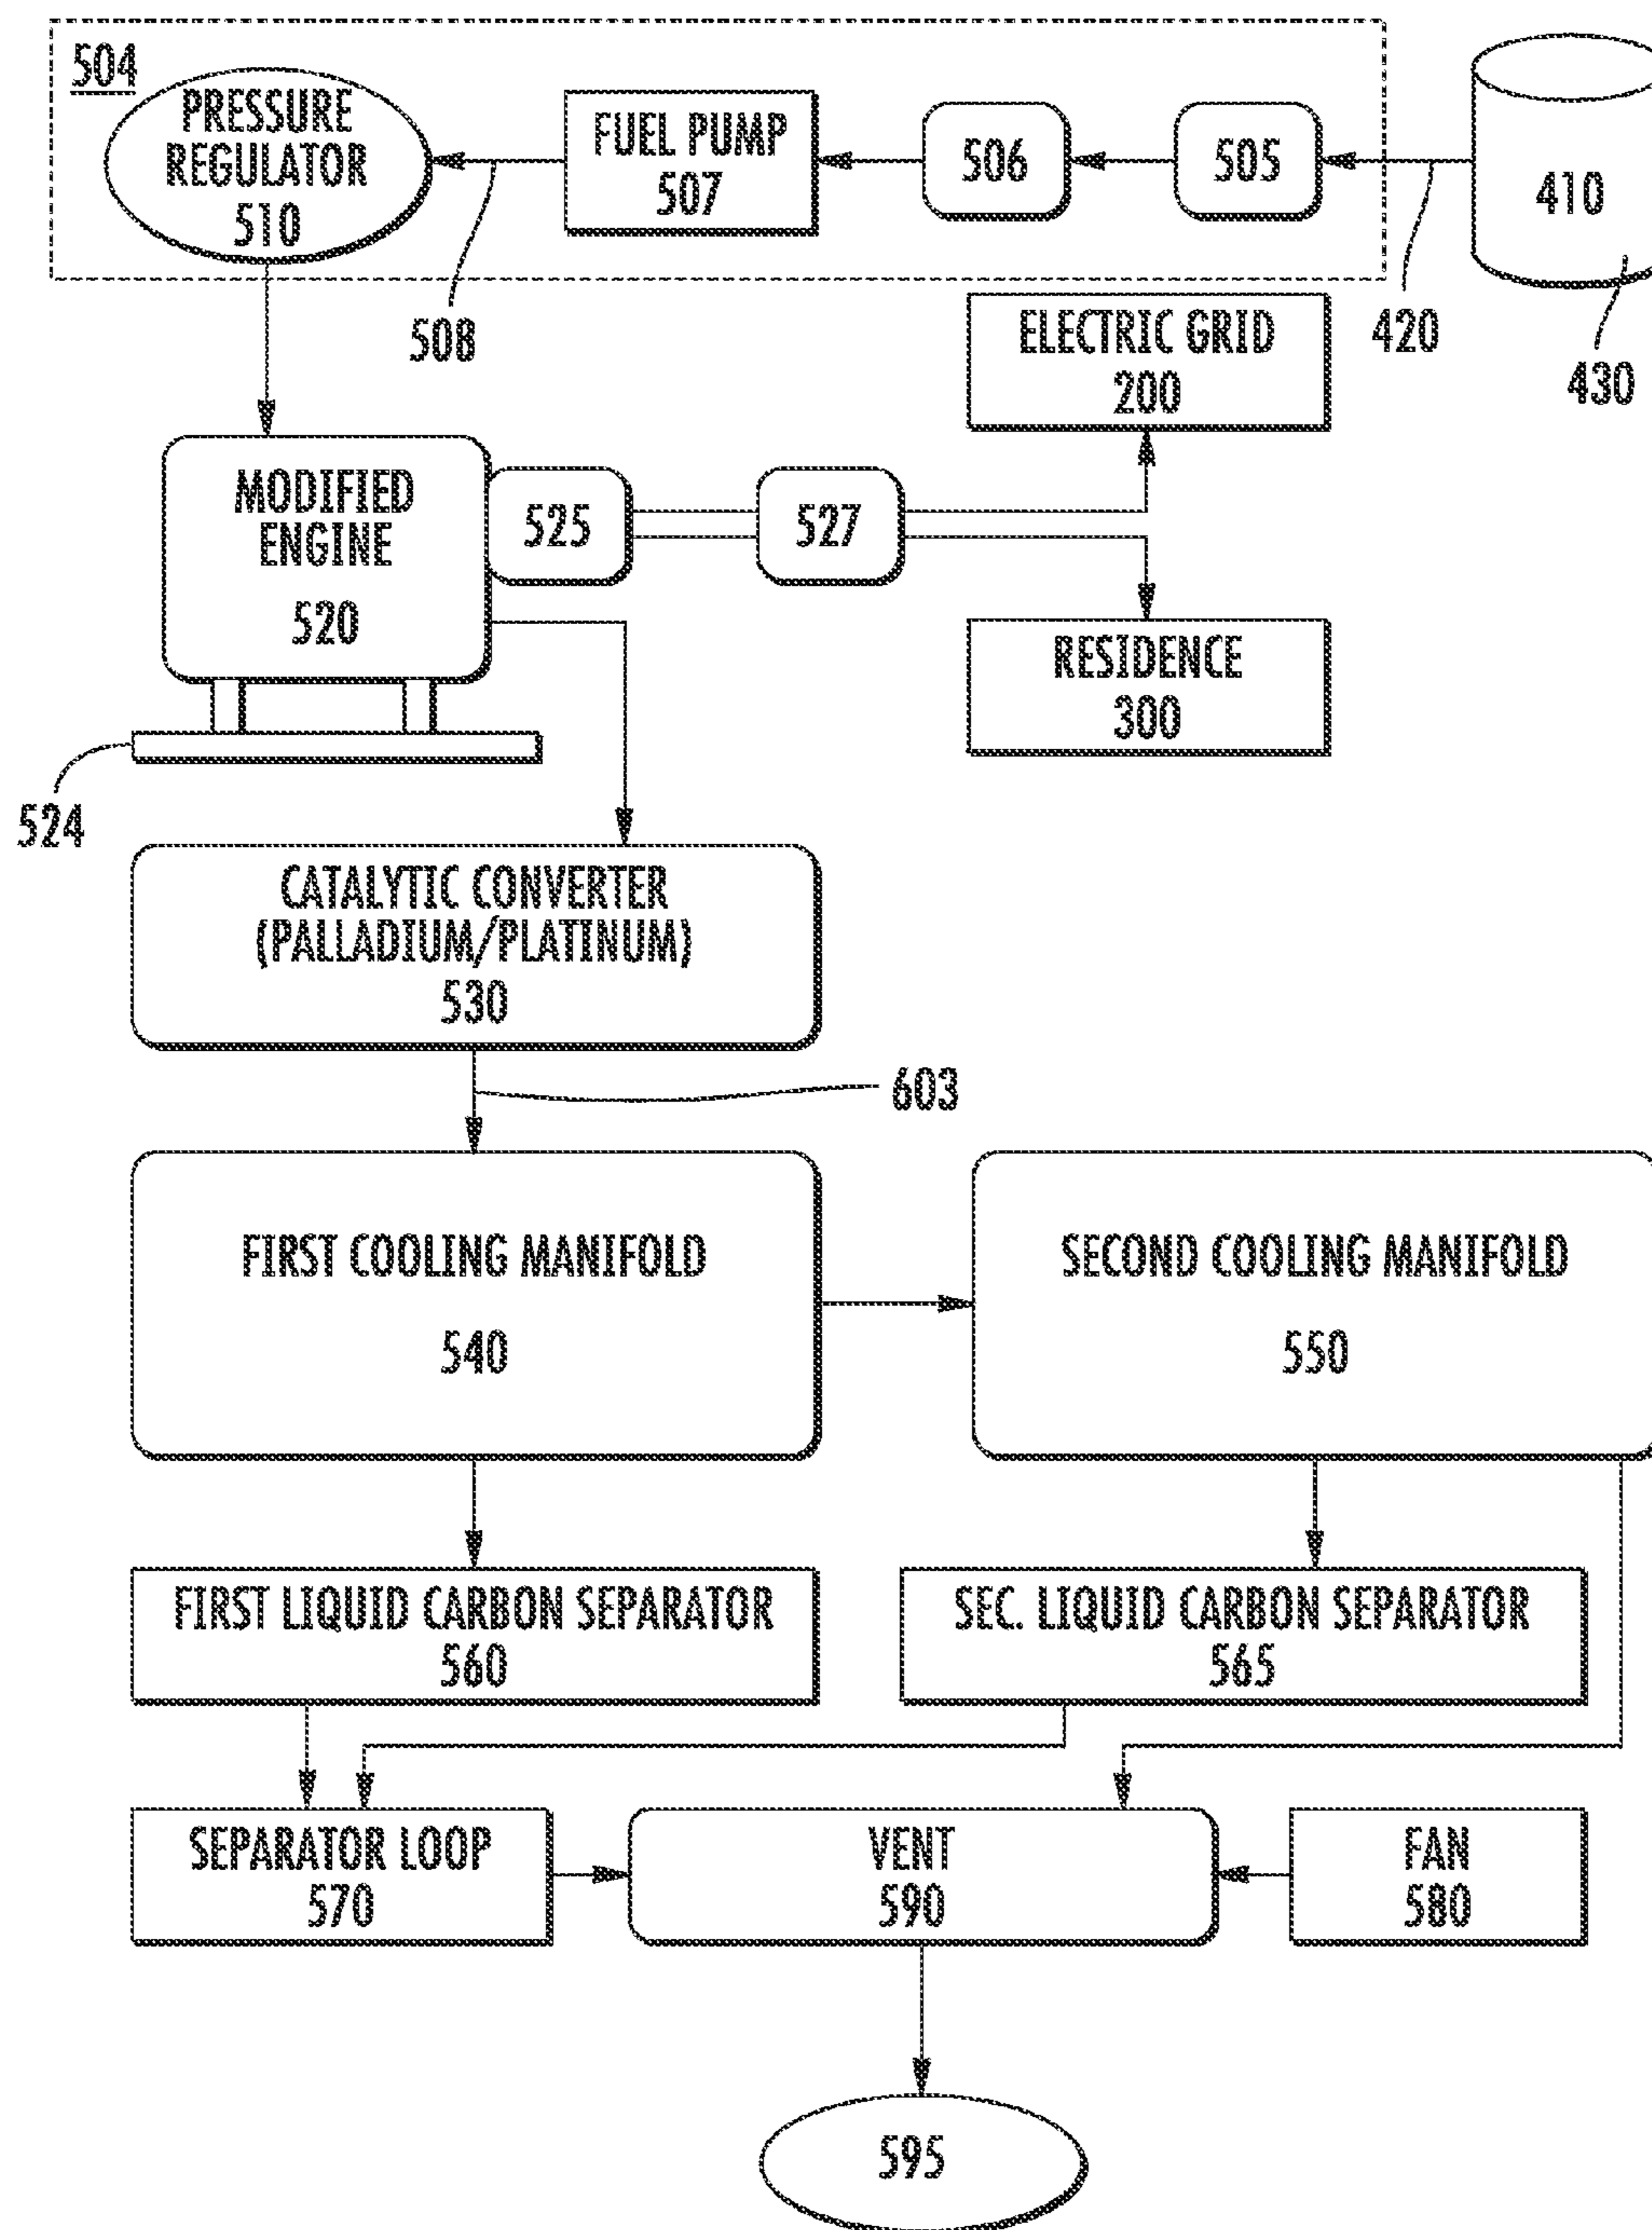 504
PRESSURE
REGULATOR
510
FUEL PUMP
507
506
505
410
508
420
430
ELECTRIC GRID
200
MODIFIED
ENGINE
520
525
527
RESIDENCE
300
524
CATALYTIC CONVERTER
(PALLADIUM/PLATINUM)
530
603
FIRST COOLING MANIFOLD
540
SECOND COOLING MANIFOLD
550
FIRST LIQUID CARBON SEPARATOR
560
SEC. LIQUID CARBON SEPARATOR
565
SEPARATOR LOOP
570
VENT
590
FAN
580
595